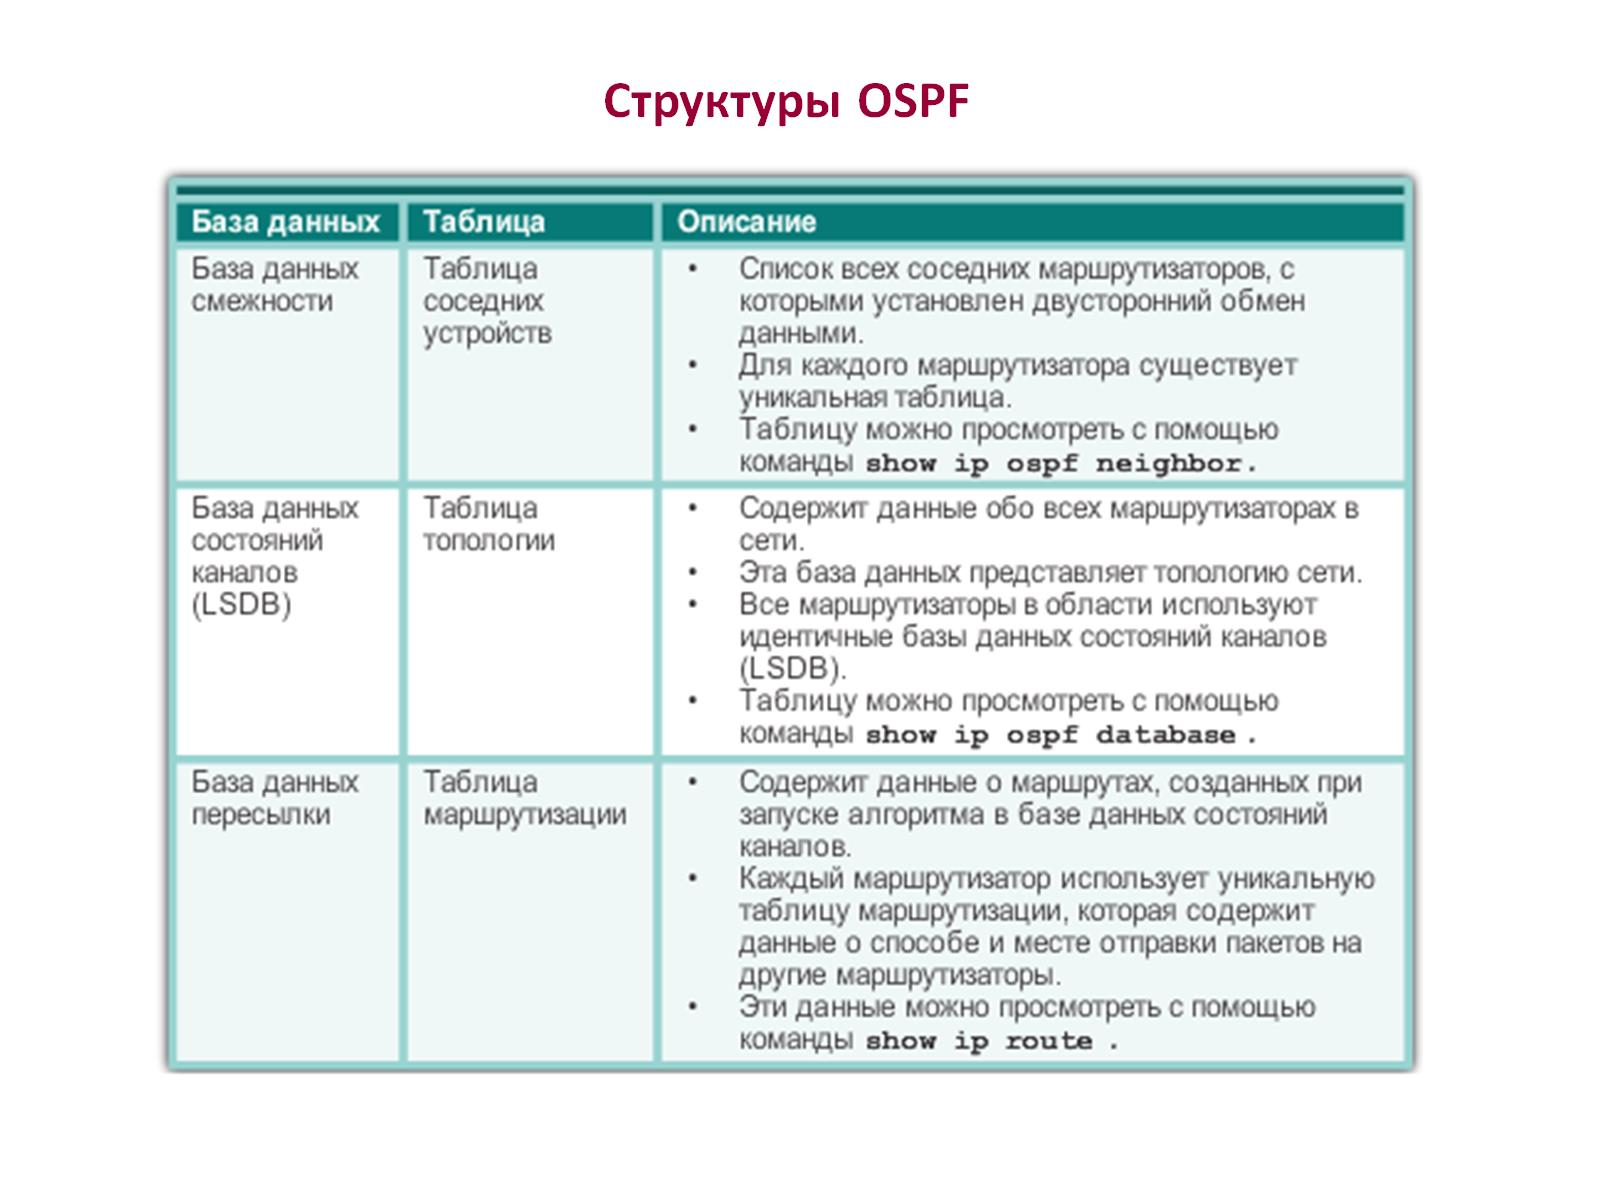 Структуры OSPF
База данных
Таблица
Описание
База данных
смежности
Таблица
соседних
устройств
• Список всех соседних маршрутизаторов, с
которыми установлен двусторонний обмен
данными.
• Для каждого маршрутизатора существует
уникальная таблица.
• Таблицу можно просмотреть с помощью
команды show ip ospf neighbor.
База данных
состояний
каналов
(LSDB)
Таблица
топологии
• Содержит данные обо всех маршрутизаторах в
сети.
• Эта база данных представляет топологию сети.
• Все маршрутизаторы в области используют
идентичные базы данных состояний каналов
(LSDB).
• Таблицу можно просмотреть с помощью
команды show ip ospf database .
База данных
пересылки
Таблица
маршрутизации
• Содержит данные о маршрутах, созданных при
запуске алгоритма в базе данных состояний
каналов.
• Каждый маршрутизатор использует уникальную
таблицу маршрутизации, которая содержит
данные о способе и месте отправки пакетов на
другие маршрутизаторы.
• Эти данные можно просмотреть с помощью
команды show ip route .